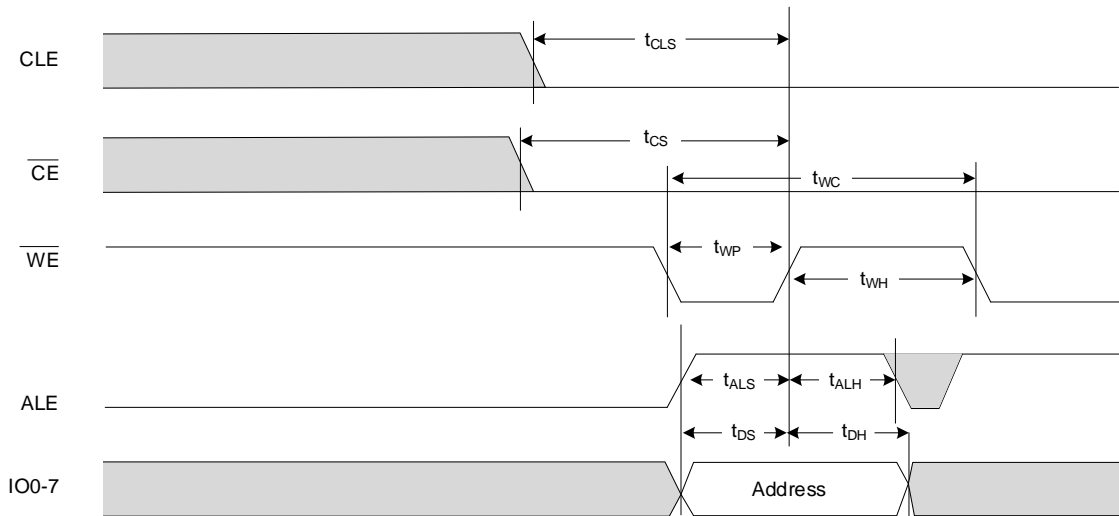 CLE
tCLS
CE
tCS
tWC
WE
tWP
tWH
ALE
tALS
tALH
tDS
tDH
IO0-7
Address